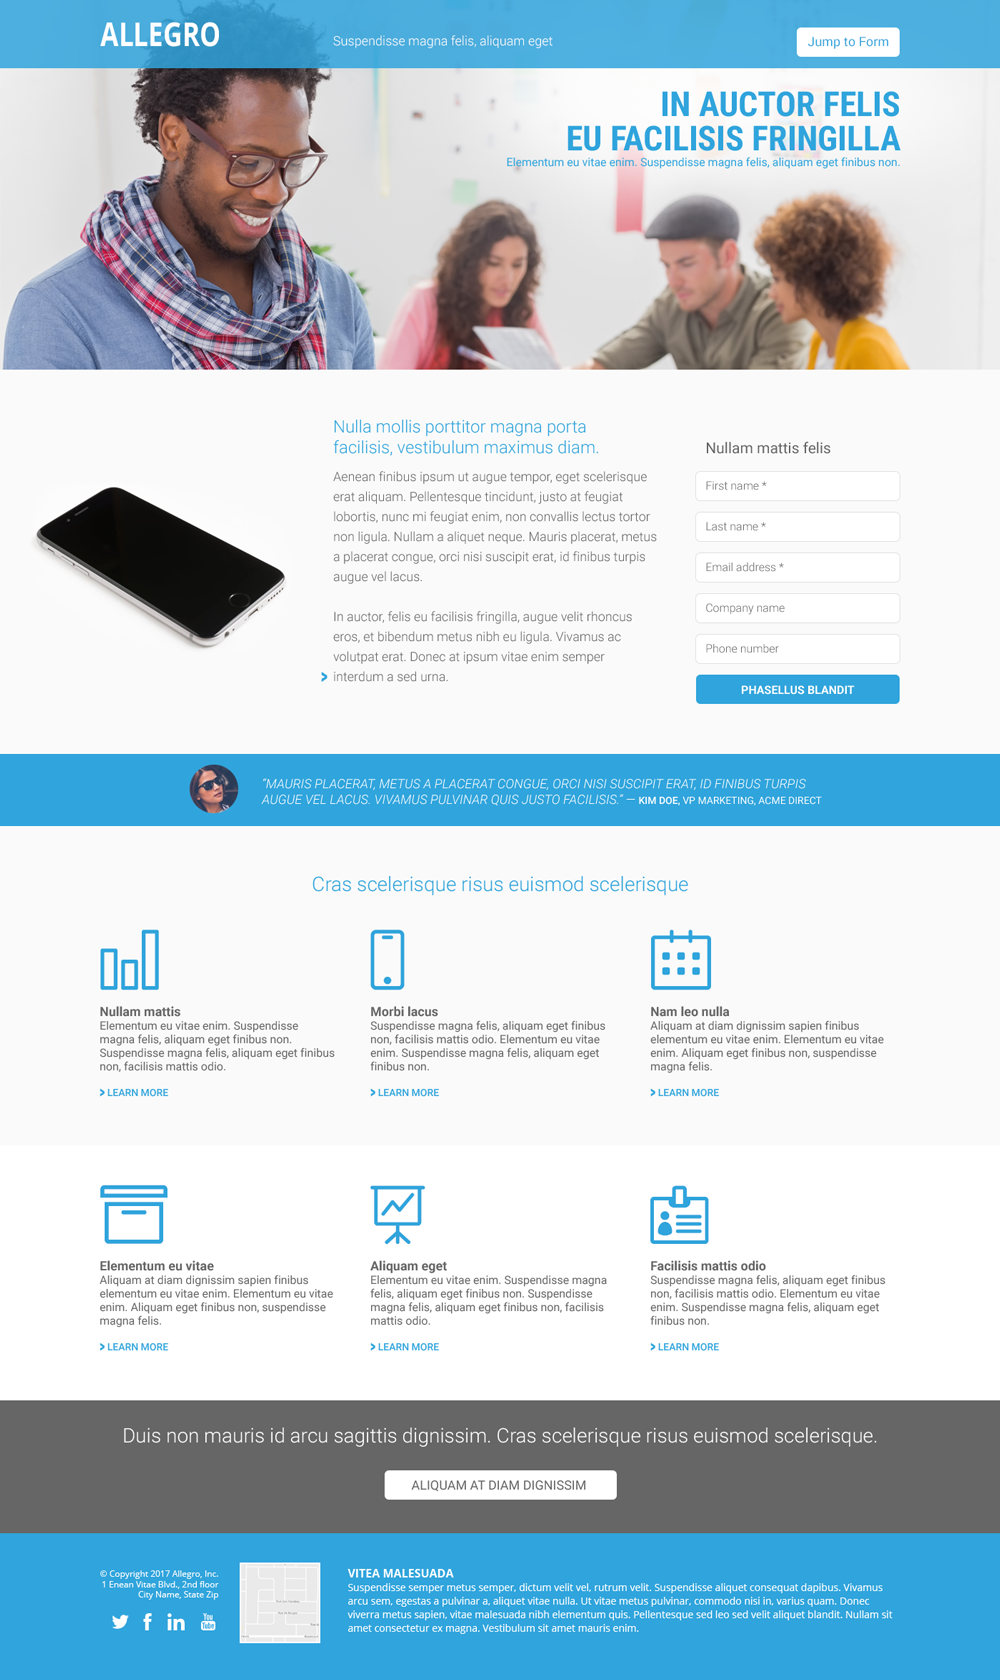 ALLEGRO
Suspendisse magna felis, aliquam eget
Jump to Form
IN AUCTOR FELIS
EU FACILISIS FRINGILLA
Elementum eu vitae enim. Suspendisse magna felis, aliquam eget finibus non.
Nulla mollis porttitor magna porta
facilisis, vestibulum maximus diam.
Aenean finibus ipsum ut augue tempor, eget scelerisque
erat aliquam. Pellentesque tincidunt, justo at feugiat
lobortis, nunc mi feugiat enim, non convallis lectus tortor
non ligula. Nullam a aliquet neque. Mauris placerat, metus
a placerat congue, orci nisi suscipit erat, id finibus turpis
augue vel lacus.
In auctor, felis eu facilisis fringilla, augue velit rhoncus
eros, et bibendum metus nibh eu ligula. Vivamus ac
volutpat erat. Donec at ipsum vitae enim semper
interdum a sed urna.
Nullam mattis felis
First name *
Last name *
Email address *
Company name
Phone number
PHASELLUS BLANDIT
“MAURIS PLACERAT, METUS A PLACERAT CONGUE, ORCI NISI SUSCIPIT ERAT, ID FINIBUS TURPIS
AUGUE VEL LACUS. VIVAMUS PULVINAR QUIS JUSTO FACILISIS.” — KIM DOE, VP MARKETING, ACME DIRECT
Cras scelerisque risus euismod scelerisque
Nullam mattis
Elementum eu vitae enim. Suspendisse
magna felis, aliquam eget finibus non.
Suspendisse magna felis, aliquam eget finibus
non, facilisis mattis odio.
LEARN MORE
Morbi lacus
Suspendisse magna felis, aliquam eget finibus
non, facilisis mattis odio. Elementum eu vitae
enim. Suspendisse magna felis, aliquam eget
finibus non.
LEARN MORE
Nam leo nulla
Aliquam at diam dignissim sapien finibus
elementum eu vitae enim. Elementum eu vitae
enim. Aliquam eget finibus non, suspendisse
magna felis.
LEARN MORE
Elementum eu vitae
Aliquam at diam dignissim sapien finibus
elementum eu vitae enim. Elementum eu vitae
enim. Aliquam eget finibus non, suspendisse
magna felis.
LEARN MORE
Aliquam eget
Elementum eu vitae enim. Suspendisse magna
felis, aliquam eget finibus non. Suspendisse
magna felis, aliquam eget finibus non, facilisis
mattis odio.
LEARN MORE
Facilisis mattis odio
Suspendisse magna felis, aliquam eget finibus
non, facilisis mattis odio. Elementum eu vitae
enim. Suspendisse magna felis, aliquam eget
finibus non.
LEARN MORE
Duis non mauris id arcu sagittis dignissim. Cras scelerisque risus euismod scelerisque.
ALIQUAM AT DIAM DIGNISSIM
© Copyright 2017 Allegro, Inc.
1 Enean Vitae Blvd., 2nd floor
City Name, State Zip
You
Tube
VITEA MALESUADA
Suspendisse semper metus semper, dictum velit vel, rutrum velit. Suspendisse aliquet consequat dapibus. Vivamus
arcu sem, egestas a pulvinar a, aliquet vitae nulla. Ut vitae metus pulvinar, commodo nisi in, varius quam. Donec
viverra metus sapien, vitae malesuada nibh elementum quis. Pellentesque sed leo sed velit aliquet blandit. Nullam sit
amet consectetur ex magna. Vestibulum sit amet mauris enim.